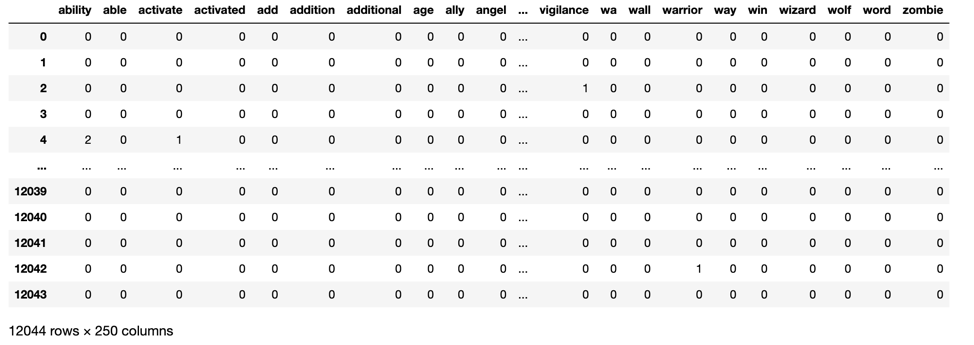 ability able activate activated add addition additional age ally angel ... vigilance wa wall warrior way win wizard wolf word zombie
0 0 0 0 0 0 0 0 0 0 0 ... 0 0 0 0 0 0 0 0 0 0
1 0 0 0 0 0 0 0 0 0 0 ... 0 0 0 0 0 0 0 0 0 0
2 0 0 0 0 0 0 0 0 0 0 ... 1 0 0 0 0 0 0 0 0 0
3 0 0 0 0 0 0 0 0 0 0 ... 0 0 0 0 0 0 0 0 0 0
4 2 0 1 0 0 0 0 0 0 0 ... 0 0 0 0 0 0 0 0 0 0
... ... ... ... ... ... ... ... ... ... ... ... ... ... ... ... ... ... ... ... ... ...
12039 0 0 0 0 0 0 0 0 0 0 ... 0 0 0 0 0 0 0 0 0 0
12040 0 0 0 0 0 0 0 0 0 0 ... 0 0 0 0 0 0 0 0 0 0
12041 0 0 0 0 0 0 0 0 0 0 ... 0 0 0 0 0 0 0 0 0 0
12042 0 0 0 0 0 0 0 0 0 0 ... 0 0 0 1 0 0 0 0 0 0
12043 0 0 0 0 0 0 0 0 0 0 ... 0 0 0 0 0 0 0 0 0 0
12044 rows × 250 columns